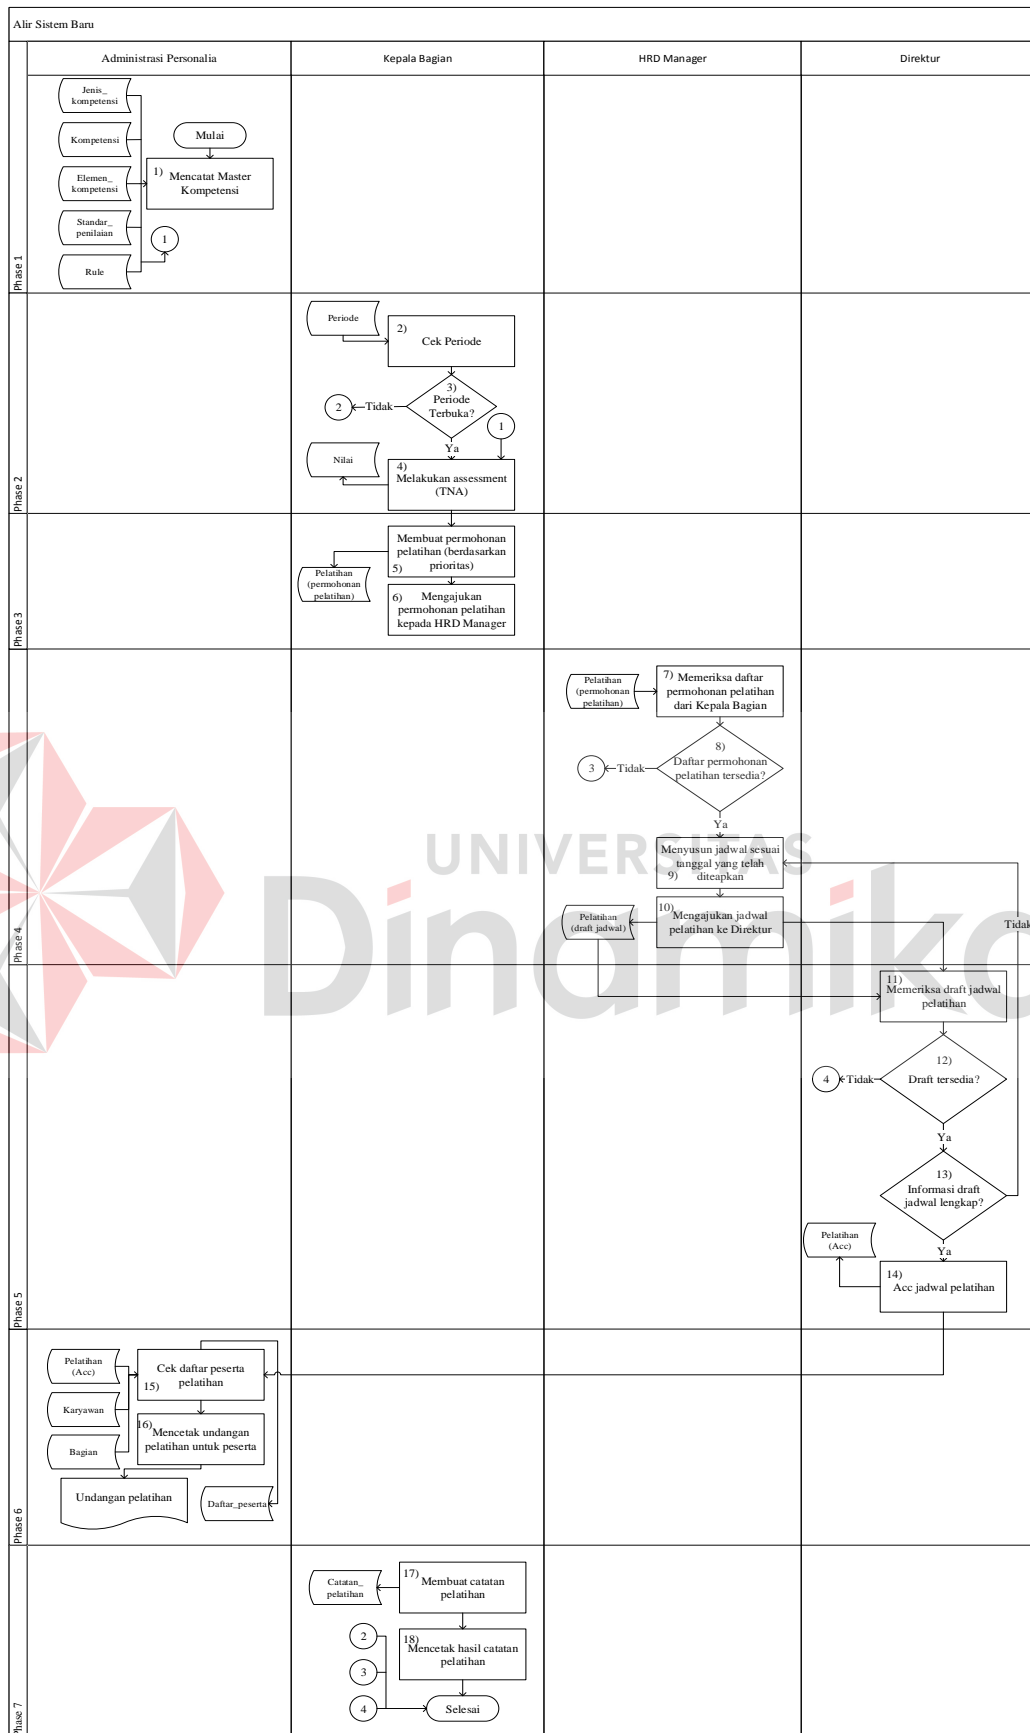 Alir Sistem Baru
Administrasi Personalia
Kepala Bagian
HRD Manager
Direktur
Phase 1
Jenis_
kompetensi
Kompetensi
Elemen_
kompetensi
Standar_
penilaian
Rule
Mulai
1) Mencatat Master
Kompetensi
1
Phase 2
Periode
2)
Cek Periode
3)
Periode
Terbuka?
Tidak
2
1
Ya
Nilai
4)
Melakukan assessment
(TNA)
Phase 3
Membuat permohonan
pelatihan (berdasarkan
5) prioritas)
Pelatihan
(permohonan
pelatihan)
6) Mengajukan
permohonan pelatihan
kepada HRD Manager
Phase 4
Pelatihan
(permohonan
pelatihan)
7) Memeriksa daftar
permohonan pelatihan
dari Kepala Bagian
8)
Daftar permohonan
pelatihan tersedia?
Tidak
3
Ya
UNIVERSITAS
Dinamika
Menyusun jadwal sesuai
tanggal yang telah
9) diteapkan
10)
Mengajukan jadwal
pelatihan ke Direktur
Pelatihan
(draft jadwal)
Tidak
Phase 5
11)
Memeriksa draft jadwal
pelatihan
12)
Draft tersedia?
Tidak
4
Ya
13)
Informasi draft
jadwal lengkap?
Pelatihan
(Acc)
Ya
14)
Acc jadwal pelatihan
Phase 6
Pelatihan
(Acc)
Karyawan
Bagian
Cek daftar peserta
pelatihan
15)
16)
Mencetak undangan
pelatihan untuk peserta
Undangan pelatihan
Daftar_peserta
Phase 7
Catatan_
pelatihan
17)
Membuat catatan
pelatihan
18)
Mencetak hasil catatan
pelatihan
2
3
4
Selesai